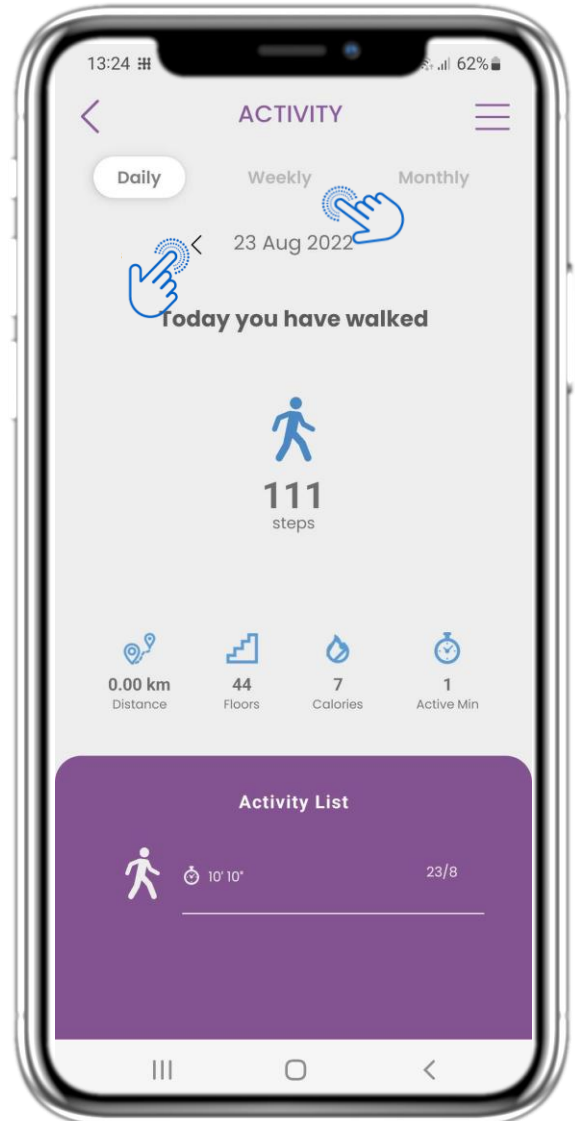 13:24 62%
ACTIVITY
Daily Weekly Monthly
23 Aug 2022
Today you have walked
111
steps
0.00 km 44 7 1
Distance Floors Calories Active Min
Activity List
10' 10" 23/8